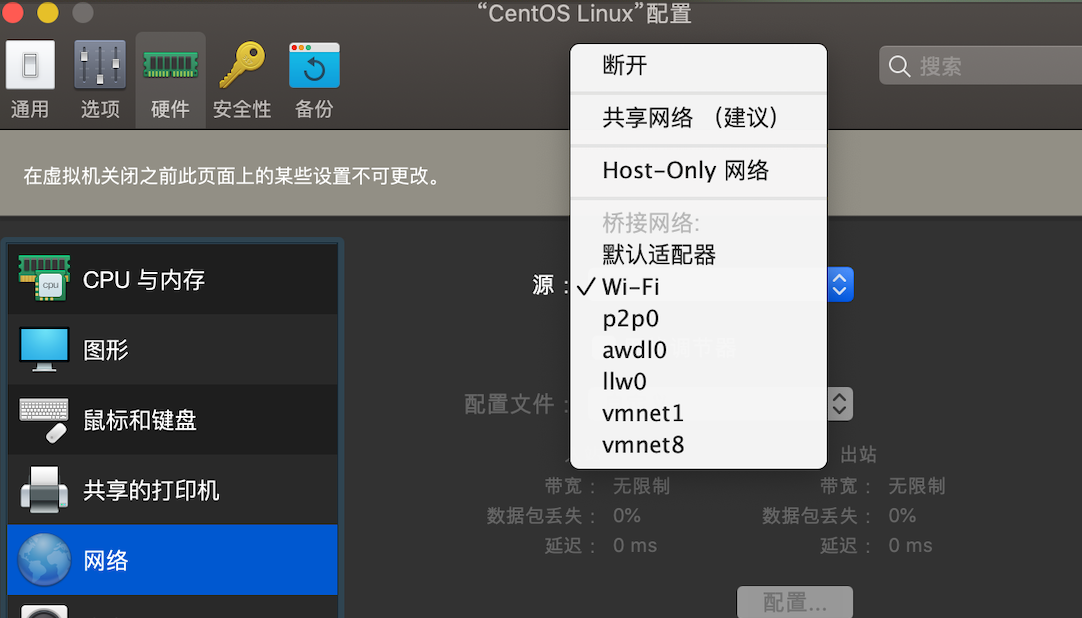 “CentOS Linux”配置
通用 选项 硬件 安全性 备份
搜索
在虚拟机关闭之前此页面上的某些设置不可更改。
断开
共享网络 （建议）
Host-Only 网络
桥接网络:
默认适配器
源： ✓ Wi-Fi
p2p0
awdl0
llw0
vmnet1
vmnet8
CPU 与内存
cpu
图形
鼠标和键盘
共享的打印机
网络
配置文件：
出站
带宽： 无限制 带宽： 无限制
数据包丢失： 0% 数据包丢失： 0%
延迟： 0 ms 延迟： 0 ms
配置...